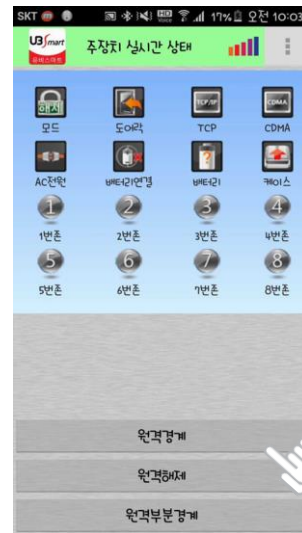 SKT 17% 오전 10:03
U3Smart 유비스마트 주장치 실시간 상태
해제 TCP/IP CDMA
모드 도어락 TCP CDMA
AC전원 배터리연결 배터리 케이스
1 2 3 4
1번존 2번존 3번존 4번존
5 6 7 8
5번존 6번존 7번존 8번존
원격경계
원격해제
원격부분경계